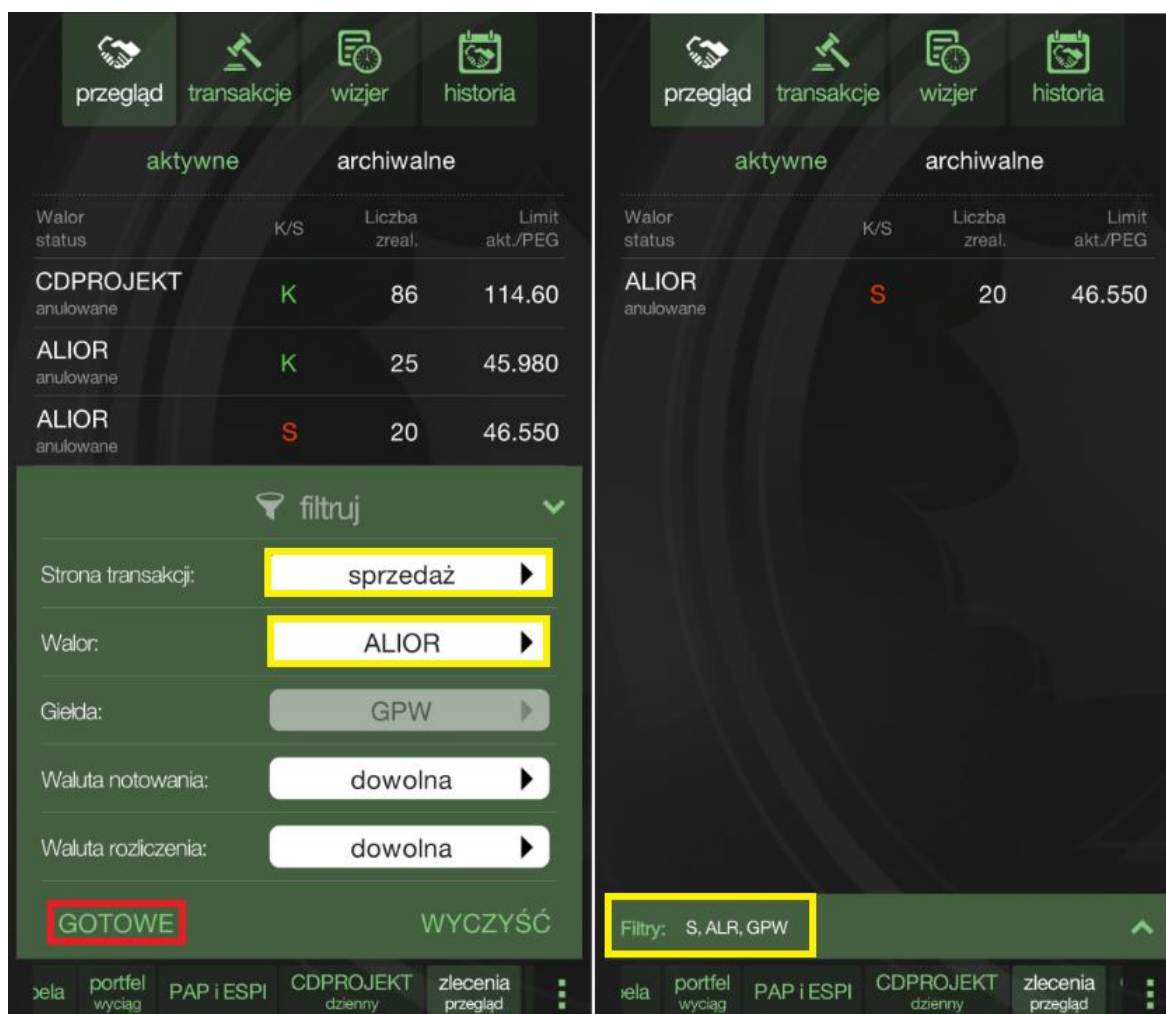 przegląd transakcje wizjer historia
aktywne archiwalne
Walor K/S Liczba Limit
status zreal. akt./PEG
CDPROJEKT K 86 114.60
anulowane
ALIOR K 25 45.980
anulowane
ALIOR S 20 46.550
anulowane
filtruj
Strona transakcji: sprzedaż
Walor: ALIOR
Giełda: GPW
Waluta notowania: dowolna
Waluta rozliczenia: dowolna
GOTOWE WYCZYŚĆ
pela portfel PAP i ESPI CDPROJEKT zlecenia
wyciąg dzienny przegląd
przegląd transakcje wizjer historia
aktywne archiwalne
Walor K/S Liczba Limit
status zreal. akt./PEG
ALIOR S 20 46.550
anulowane
Filtry: S, ALR, GPW
pela portfel PAP i ESPI CDPROJEKT zlecenia
wyciąg dzienny przegląd